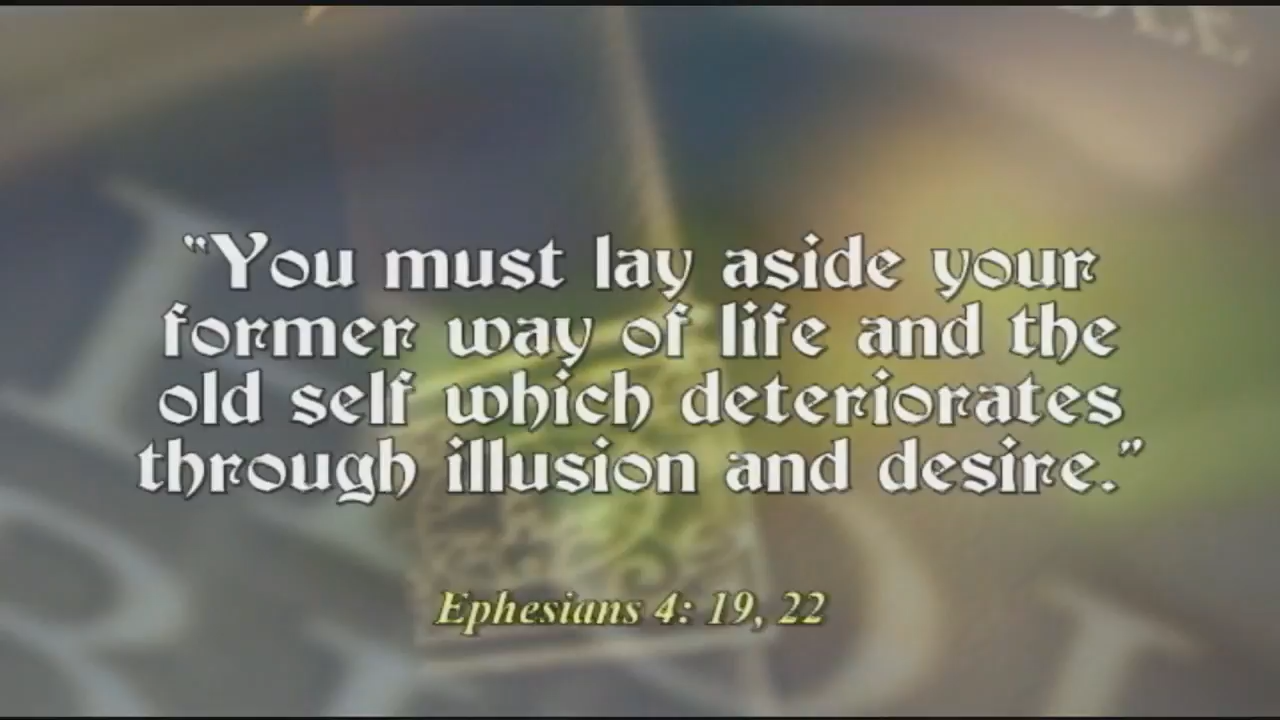 “You must lay aside your
former way of life and the
old self which deteriorates
through illusion and desire.”
Ephesians 4: 19, 22